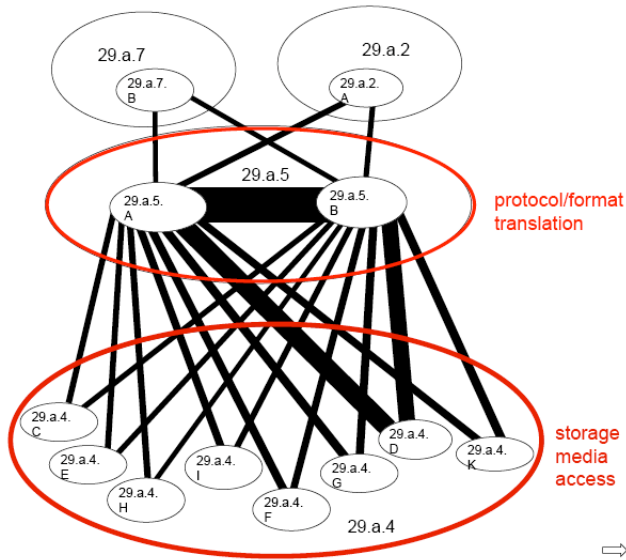 29.a.7
29.a.2
29.a.7.
B
29.a.2.
A
29.a.5
29.a.5.
A
29.a.5.
B
protocol/format
translation
29.a.4.
C
29.a.4.
E
29.a.4.
H
29.a.4.
I
29.a.4.
F
29.a.4.
G
29.a.4.
D
29.a.4.
K
storage
media
access
29.a.4